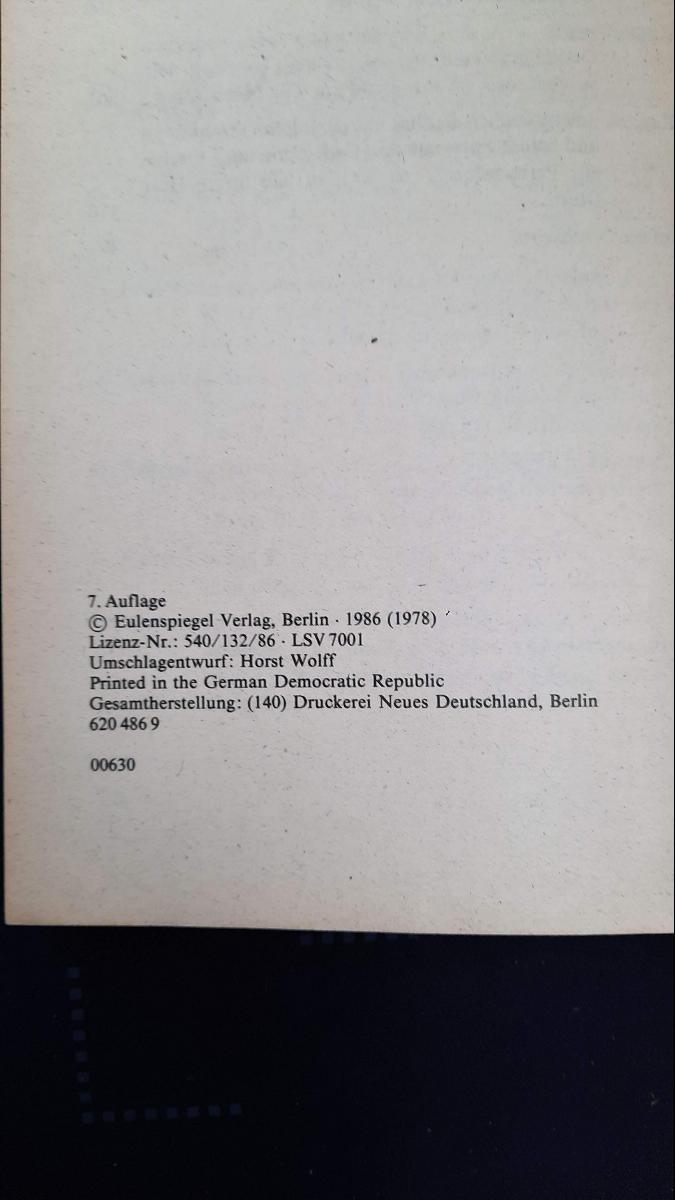 7. Auflage
© Eulenspiegel Verlag, Berlin · 1986 (1978)
Lizenz-Nr.: 540/132/86 · LSV 7001
Umschlagentwurf: Horst Wolff
Printed in the German Democratic Republic
Gesamtherstellung: (140) Druckerei Neues Deutschland, Berlin
620 486 9
00630